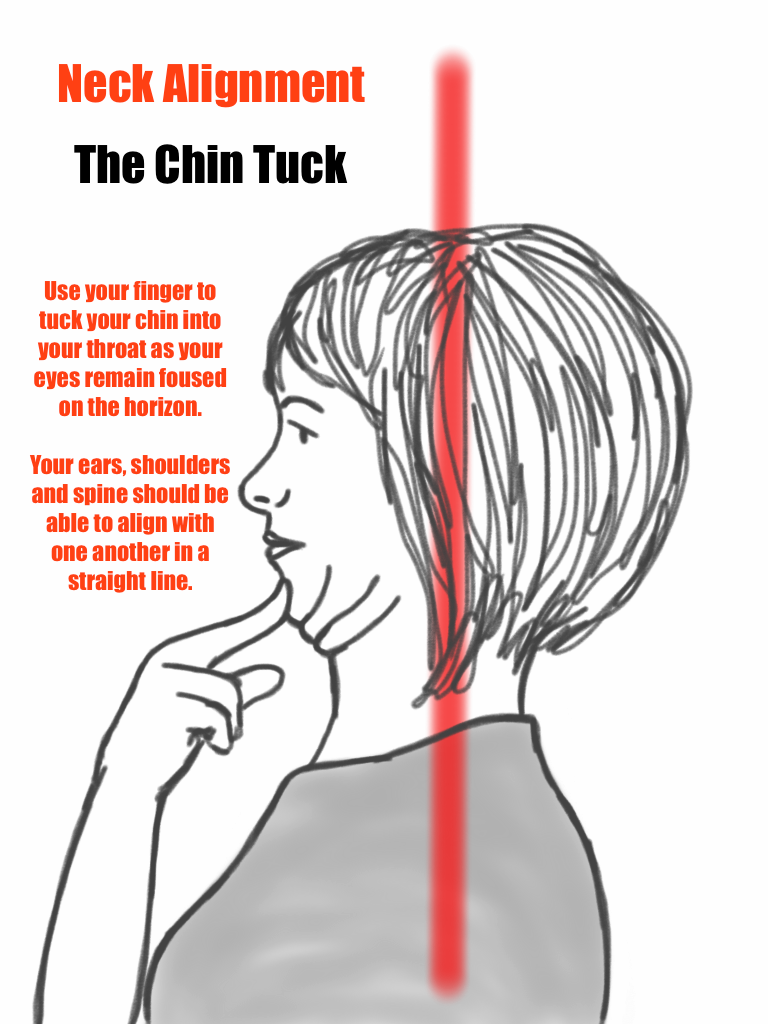 Neck Alignment
The Chin Tuck
Use your finger to
tuck your chin into
your throat as your
eyes remain foused
on the horizon.
Your ears, shoulders
and spine should be
able to align with
one another in a
straight line.